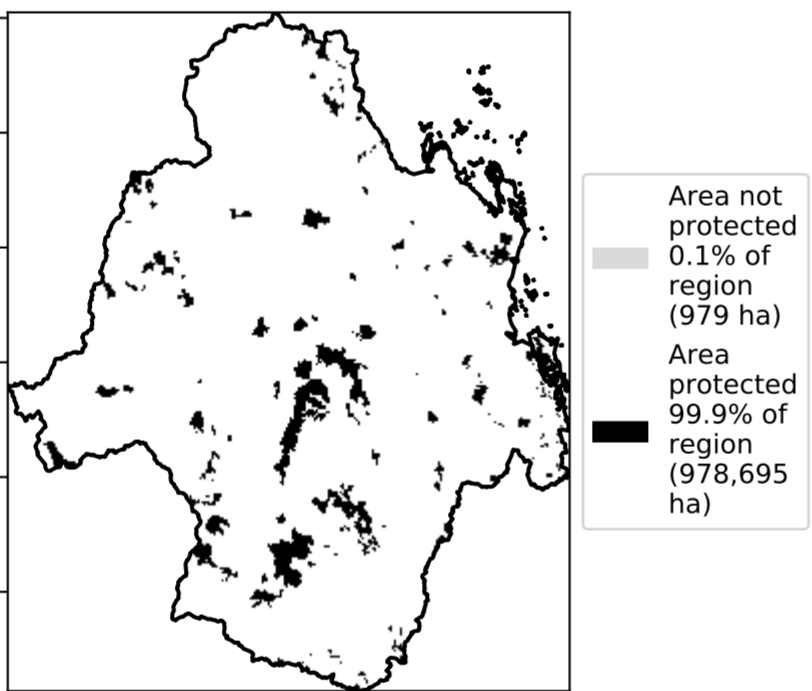 Area not
protected
0.1% of
region
(979 ha)
Area
protected
99.9% of
region
(978,695
ha)